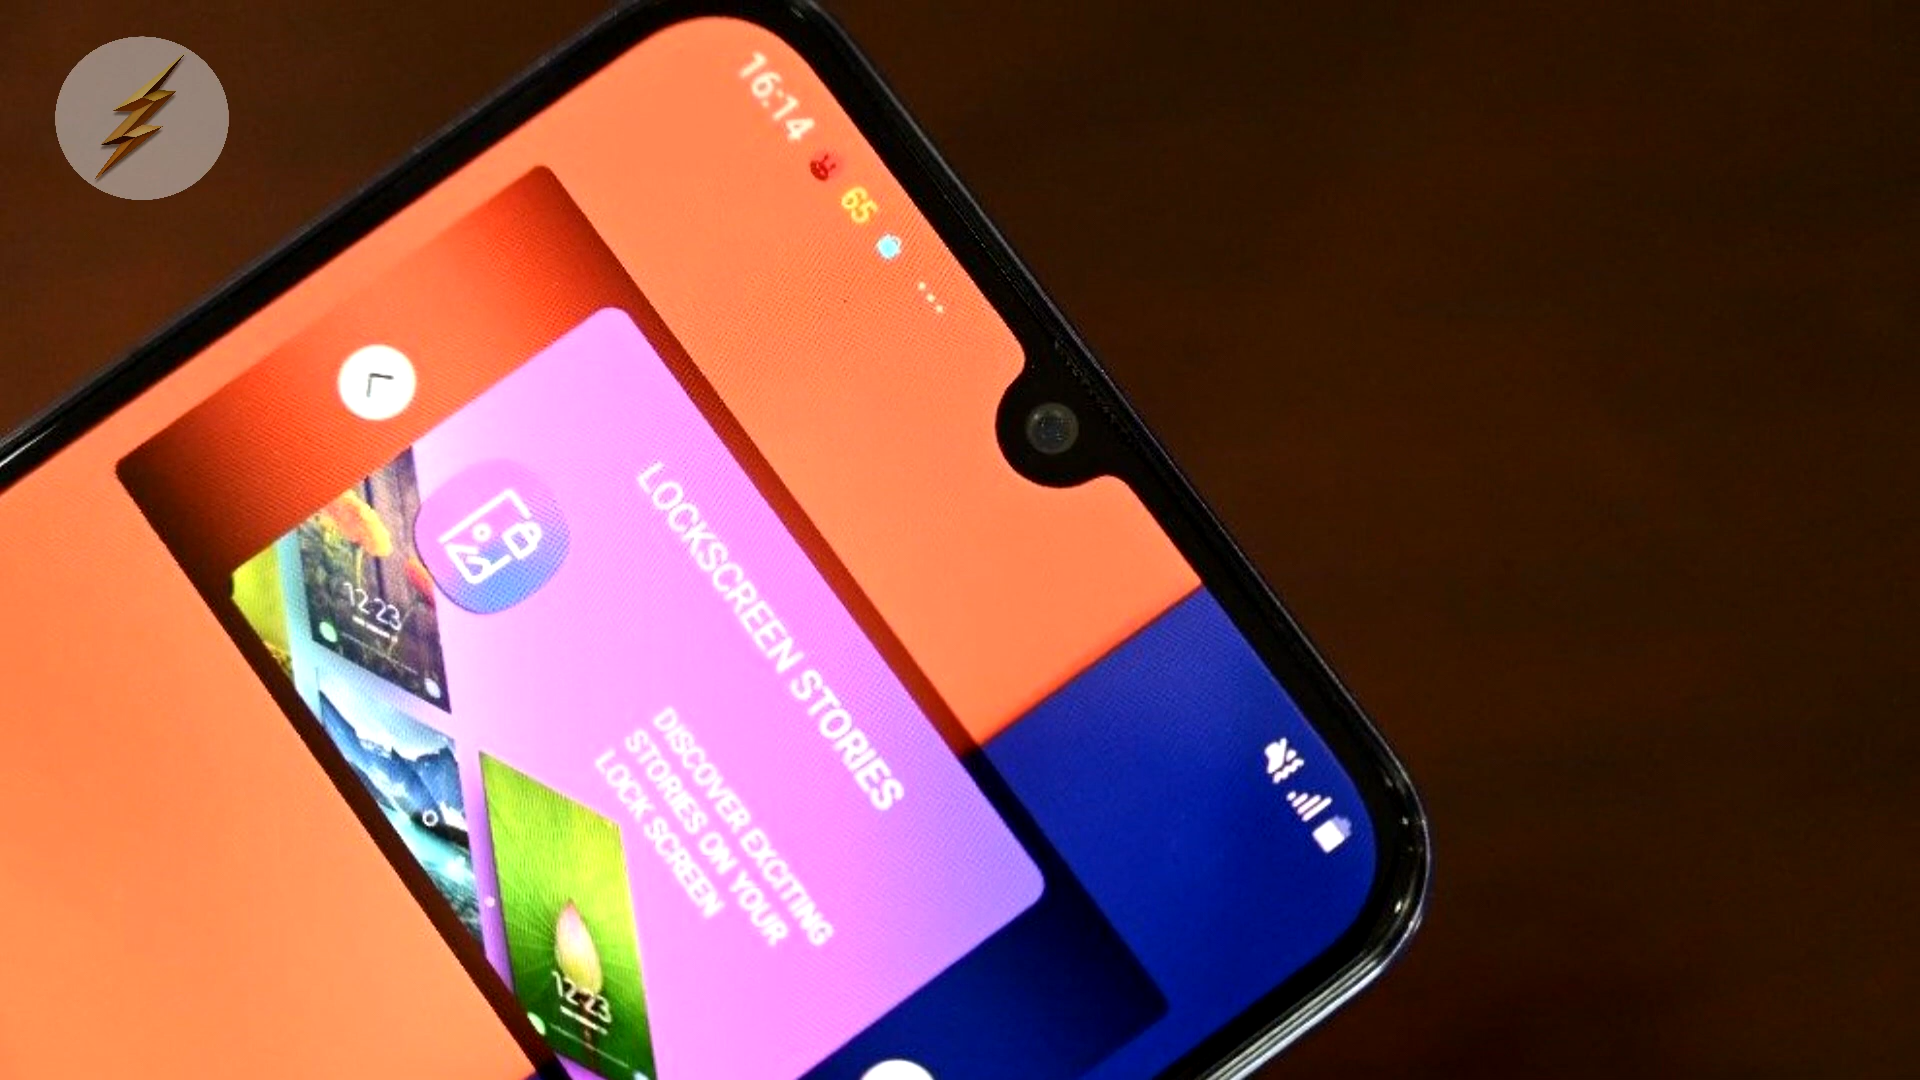 16:14 65 ...
LOCKSCREEN STORIES
DISCOVER EXCITING
STORIES ON YOUR
LOCK SCREEN
12:23
12:23